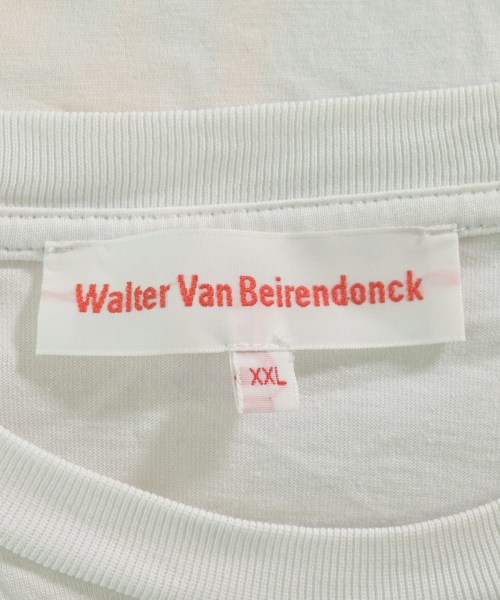 Walter Van Beirendonck
XXL